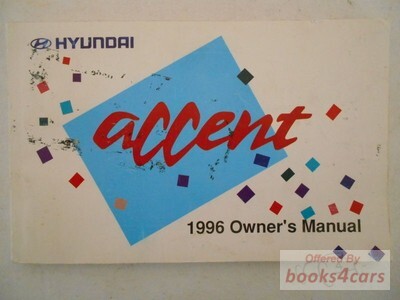 HYUNDAI
accent
1996 Owner's Manual
Offered By
books4cars